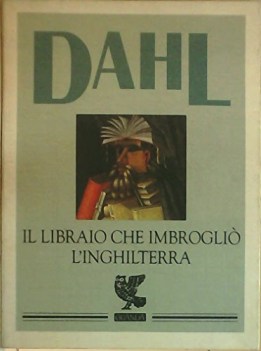 DAHL
IL LIBRAIO CHE IMBROGLIÒ
L'INGHILTERRA
GUANDA